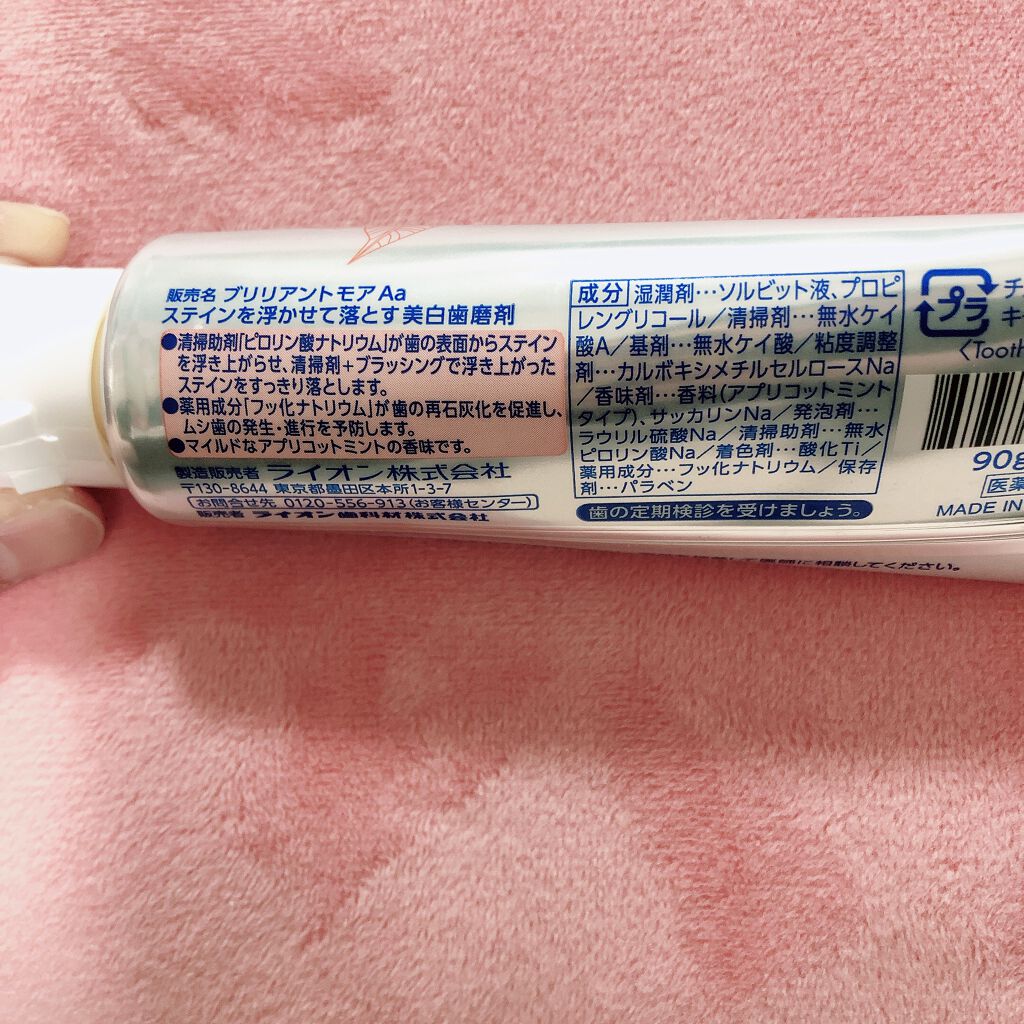 販売名 ブリリアントモアAa
ステインを浮かせて落とす美白歯磨剤
●清掃助剤「ピロリン酸ナトリウム」が歯の表面からステイン
を浮き上がらせ、清掃剤+ブラッシングで浮き上がった
ステインをすっきり落とします。
●薬用成分「フッ化ナトリウム」が歯の再石灰化を促進し、
ムシ歯の発生・進行を予防します。
●マイルドなアプリコットミントの香味です。
製造販売者 ライオン株式会社
〒130-8644 東京都墨田区本所1-3-7
お問合せ先 0120-556-913(お客様センター)
販売者 ライオン歯科材株式会社
成分 湿潤剤…ソルビット液、プロピ
レングリコール/清掃剤…無水ケイ
酸A/基剤…無水ケイ酸/粘度調整
剤…カルボキシメチルセルロースNa
/香味剤…香料(アプリコットミント
タイプ)、サッカリンNa/発泡剤…
ラウリル硫酸Na/清掃助剤…無水
ピロリン酸Na/着色剤…酸化Ti/
薬用成分…フッ化ナトリウム/保存
剤…パラベン
歯の定期検診を受けましょう。
プラ
チ
キ
<Tooth
90g
医薬
MADE IN
に相談してください。